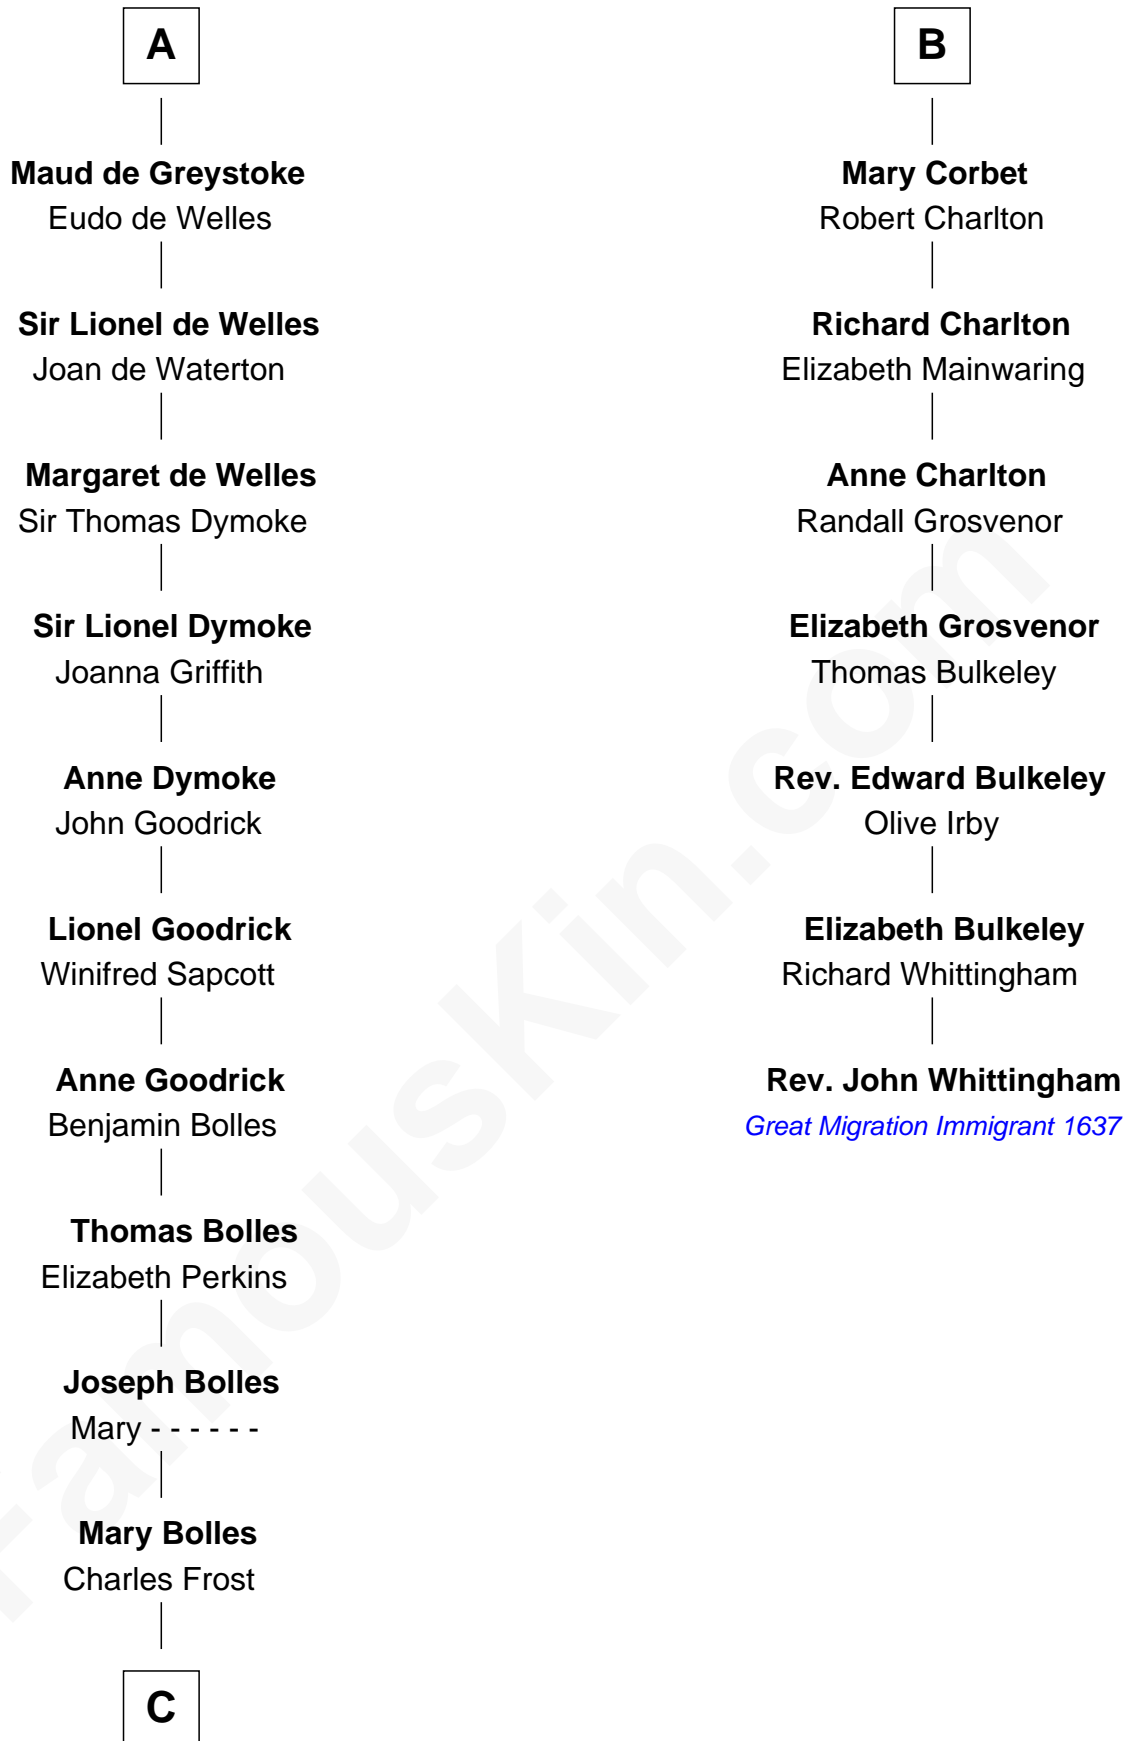 A
Maud de Greystoke
Eudo de Welles
Sir Lionel de Welles
Joan de Waterton
Margaret de Welles
Sir Thomas Dymoke
Sir Lionel Dymoke
Joanna Griffith
Anne Dymoke
John Goodrick
Lionel Goodrick
Winifred Sapcott
Anne Goodrick
Benjamin Bolles
Thomas Bolles
Elizabeth Perkins
Joseph Bolles
Mary - - - - - -
Mary Bolles
Charles Frost
C
B
Mary Corbet
Robert Charlton
Richard Charlton
Elizabeth Mainwaring
Anne Charlton
Randall Grosvenor
Elizabeth Grosvenor
Thomas Bulkeley
Rev. Edward Bulkeley
Olive Irby
Elizabeth Bulkeley
Richard Whittingham
Rev. John Whittingham
Great Migration Immigrant 1637
FamousKin.com